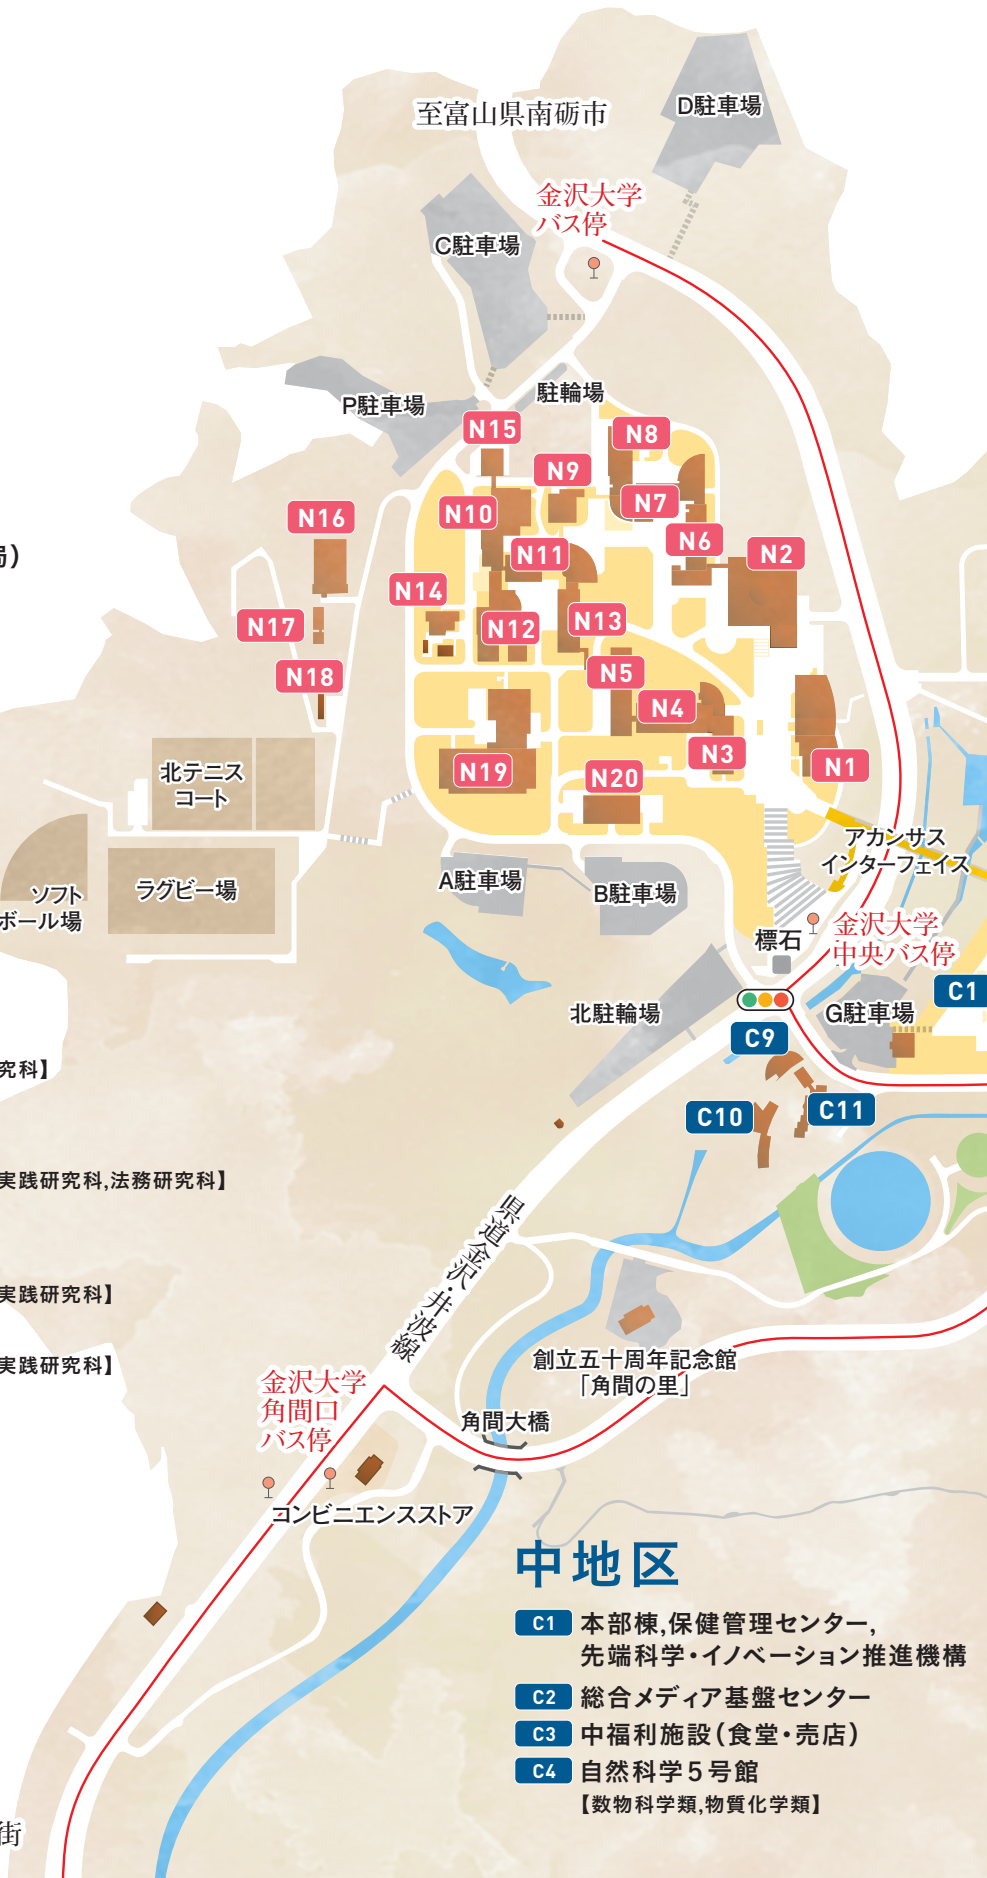 至富山県南砺市
D駐車場
金沢大学
バス停
C駐車場
P駐車場
駐輪場
N15
N8
N9
N7
N10
N16
N6
N2
N11
N14
N17
N12
N13
N18
N5
N4
N3
N1
N19
N20
北テニス
コート
ラグビー場
ソフト
ボール場
A駐車場
B駐車場
アカンサス
インターフェイス
標石
金沢大学
中央バス停
C1
北駐輪場
G駐車場
C9
C10
C11
究科】
実践研究科,法務研究科】
実践研究科】
実践研究科】
県道金沢・井波線
創立五十周年記念館
「角間の里」
金沢大学
角間口
バス停
角間大橋
コンビニエンスストア
街
中地区
C1 本部棟,保健管理センター,
先端科学・イノベーション推進機構
C2 総合メディア基盤センター
C3 中福利施設(食堂・売店)
C4 自然科学5号館
【数物科学類,物質化学類】